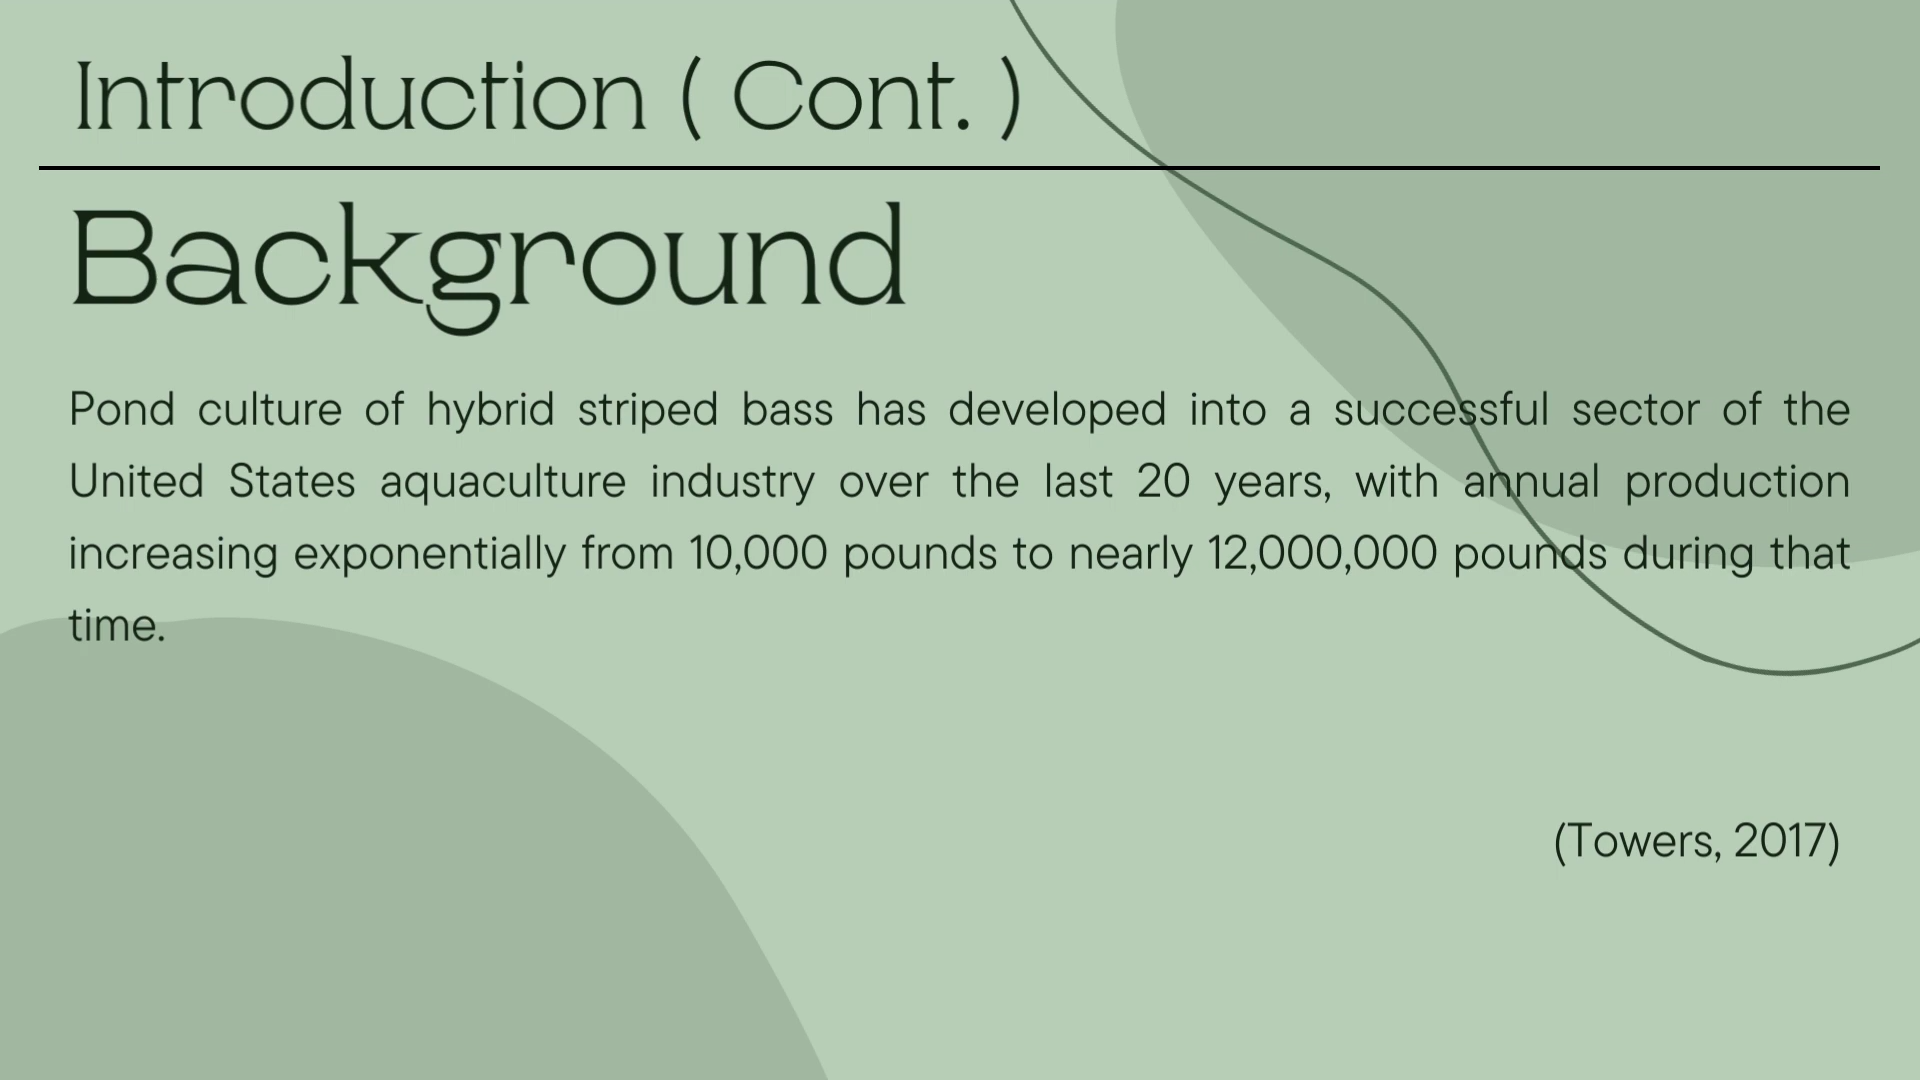 Introduction ( Cont. )
Background
Pond culture of hybrid striped bass has developed into a successful sector of the
United States aquaculture industry over the last 20 years, with annual production
increasing exponentially from 10,000 pounds to nearly 12,000,000 pounds during that
time.
(Towers, 2017)